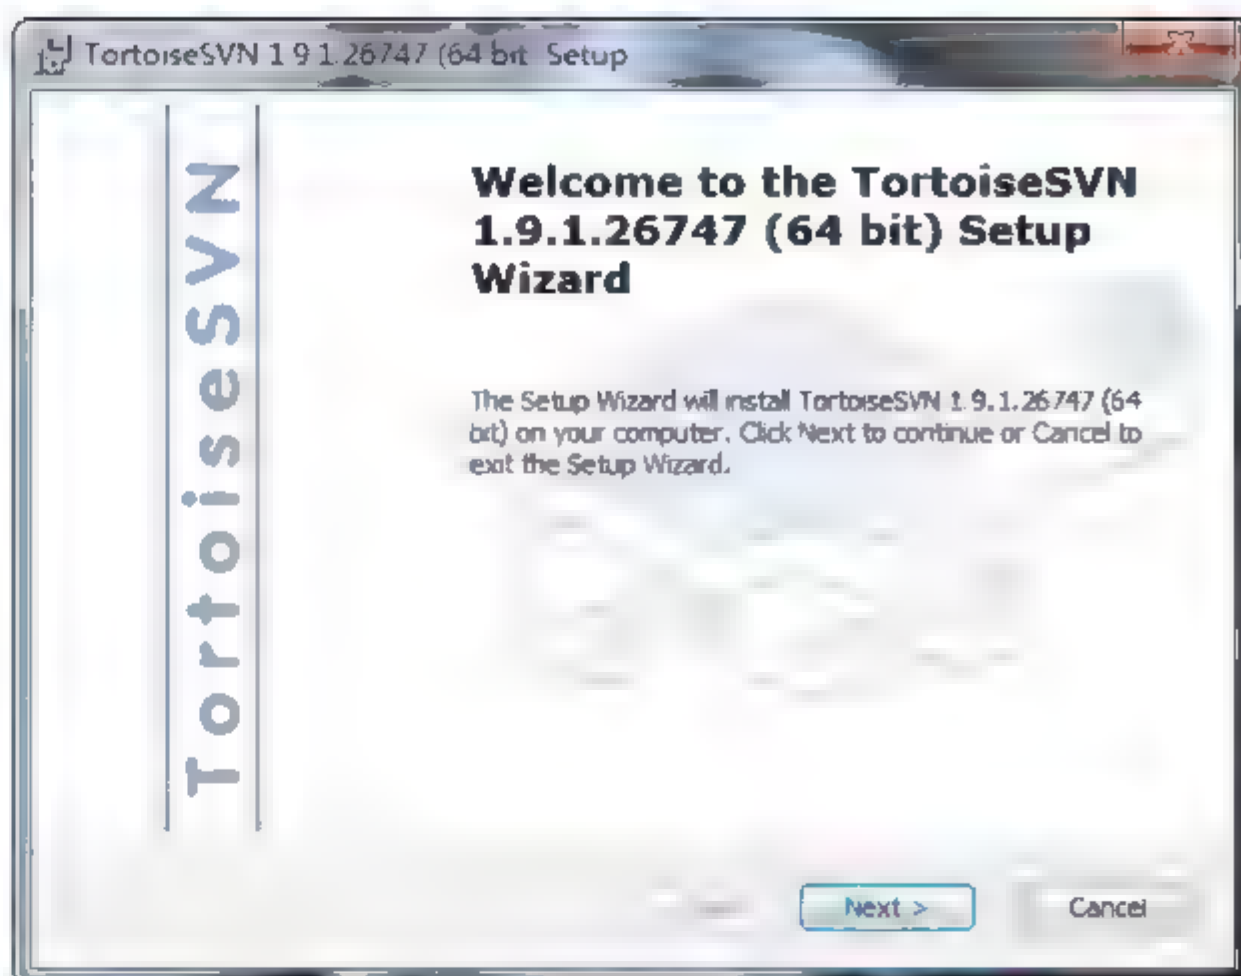 TortoiseSVN 1.9.1.26747 (64 bit Setup
TortoiseSVN
Welcome to the TortoiseSVN
1.9.1.26747 (64 bit) Setup
Wizard
The Setup Wizard will install TortoiseSVN 1.9.1.26747 (64
bit) on your computer. Click Next to continue or Cancel to
exit the Setup Wizard.
Next >
Cancel